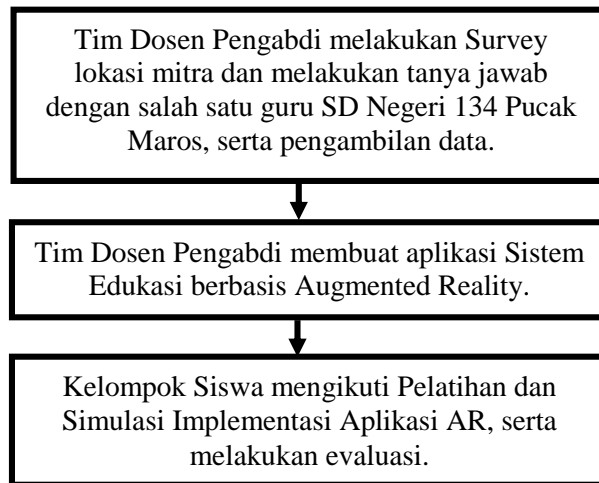 Tim Dosen Pengabdi melakukan Survey
lokasi mitra dan melakukan tanya jawab
dengan salah satu guru SD Negeri 134 Pucak
Maros, serta pengambilan data.
Tim Dosen Pengabdi membuat aplikasi Sistem
Edukasi berbasis Augmented Reality.
Kelompok Siswa mengikuti Pelatihan dan
Simulasi Implementasi Aplikasi AR, serta
melakukan evaluasi.